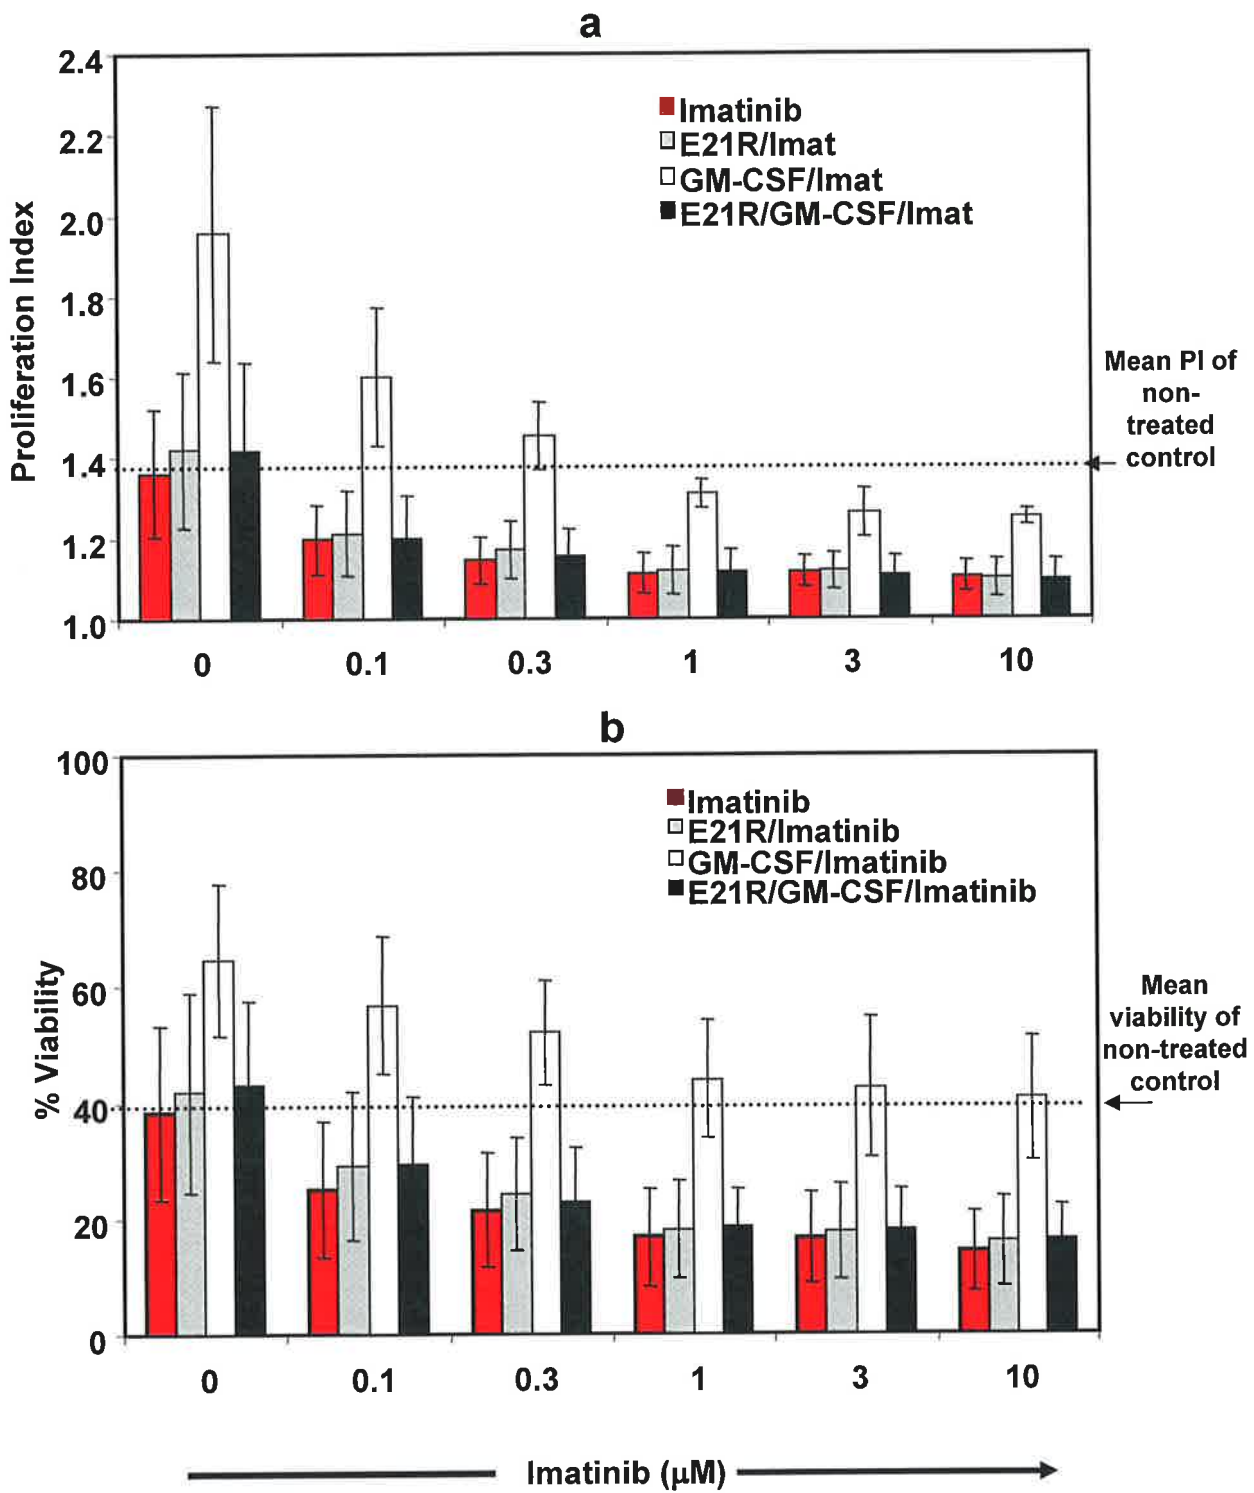 a
2.4
2.2
2.0
1.8
1.6
1.4
1.2
1.0
Proliferation Index
Imatinib
E21R/Imat
GM-CSF/Imat
E21R/GM-CSF/Imat
Mean PI of
non-
treated
control
0 0.1 0.3 1 3 10
b
100
80
60
40
20
0
% Viability
Imatinib
E21R/Imatinib
GM-CSF/Imatinib
E21R/GM-CSF/Imatinib
Mean
viability of
non-treated
control
0 0.1 0.3 1 3 10
Imatinib (μM)